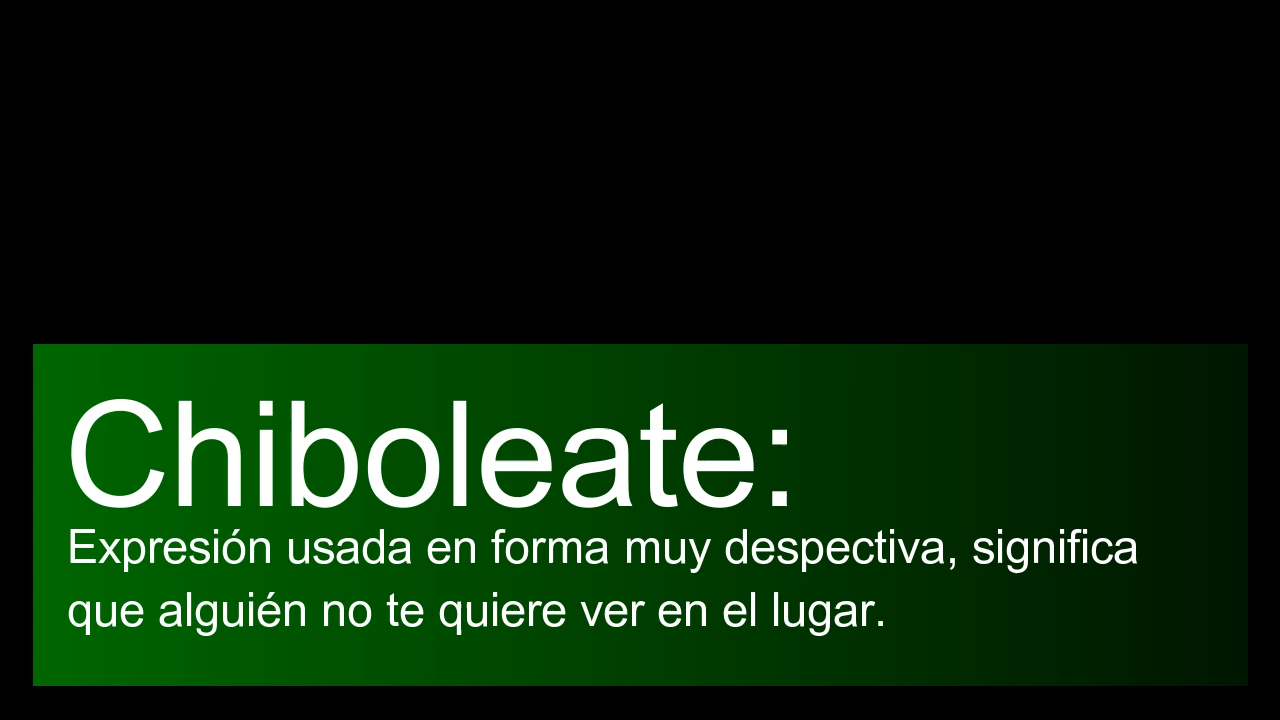 Chiboleate:
Expresión usada en forma muy despectiva, significa
que alguién no te quiere ver en el lugar.